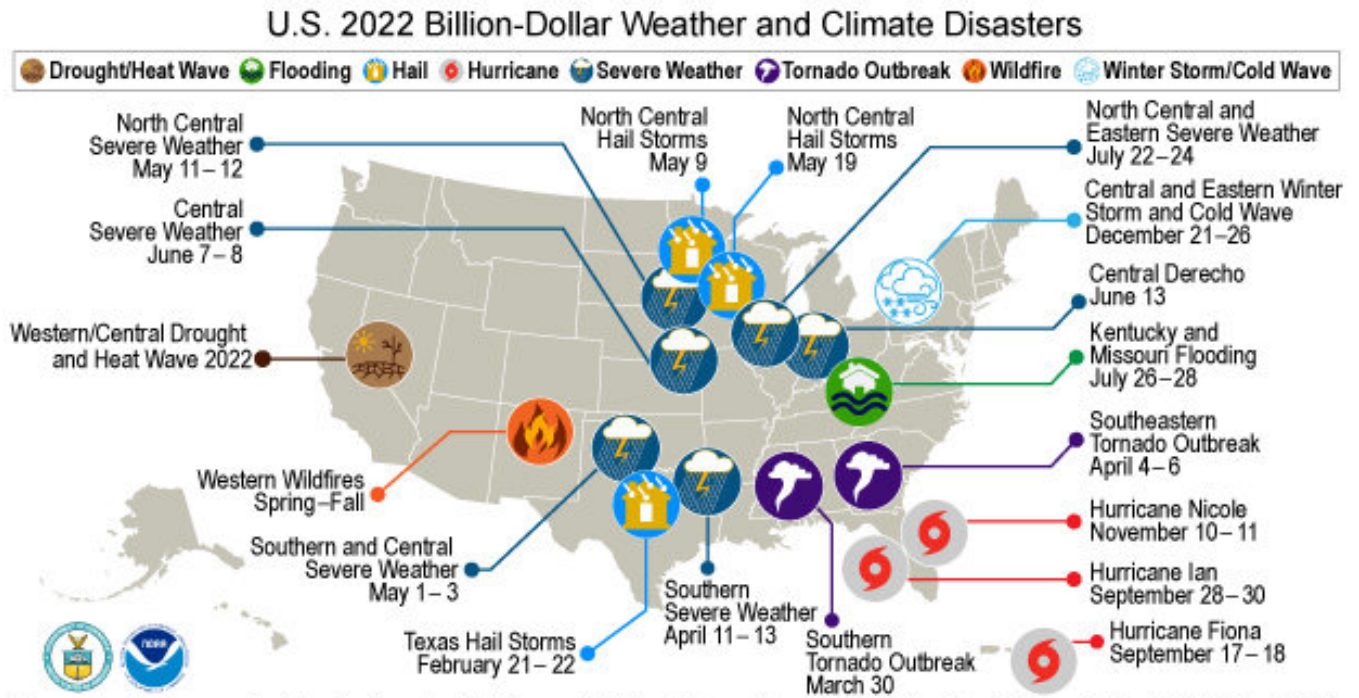 U.S. 2022 Billion-Dollar Weather and Climate Disasters
Drought/Heat Wave Flooding Hail Hurricane Severe Weather Tornado Outbreak Wildfire Winter Storm/Cold Wave
North Central
Severe Weather
May 11–12
North Central
Hail Storms
May 9
North Central
Hail Storms
May 19
North Central and
Eastern Severe Weather
July 22–24
Central
Severe Weather
June 7–8
Central and Eastern Winter
Storm and Cold Wave
December 21–26
Central Derecho
June 13
Western/Central Drought
and Heat Wave 2022
Kentucky and
Missouri Flooding
July 26–28
Southeastern
Tornado Outbreak
April 4–6
Western Wildfires
Spring–Fall
Hurricane Nicole
November 10–11
Southern and Central
Severe Weather
May 1–3
Hurricane Ian
September 28–30
Southern
Severe Weather
April 11–13
Texas Hail Storms
February 21–22
Southern
Tornado Outbreak
March 30
Hurricane Fiona
September 17–18
noaa